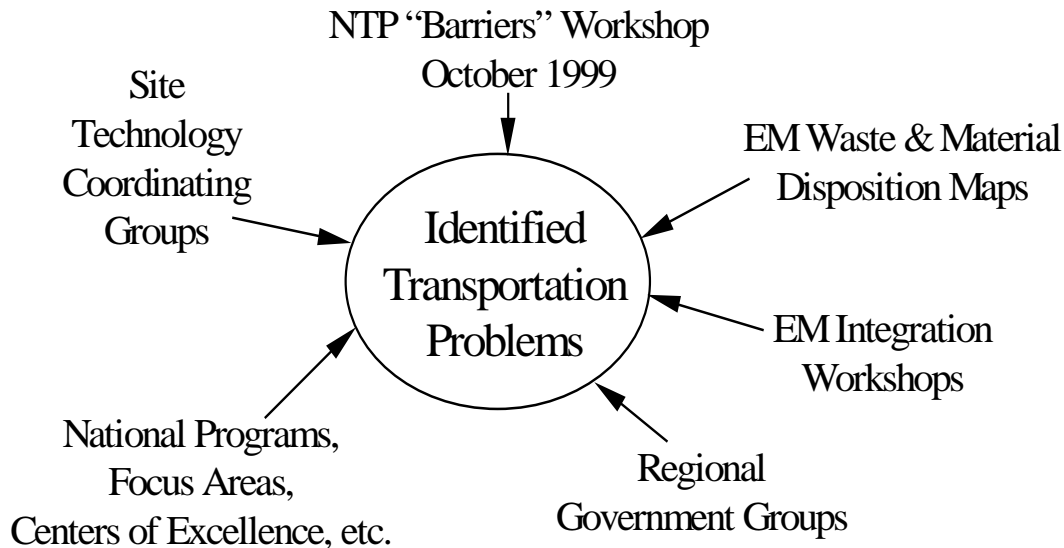 NTP “Barriers” Workshop
October 1999
Site
Technology
Coordinating
Groups
EM Waste & Material
Disposition Maps
Identified
Transportation
Problems
EM Integration
Workshops
National Programs,
Focus Areas,
Centers of Excellence, etc.
Regional
Government Groups